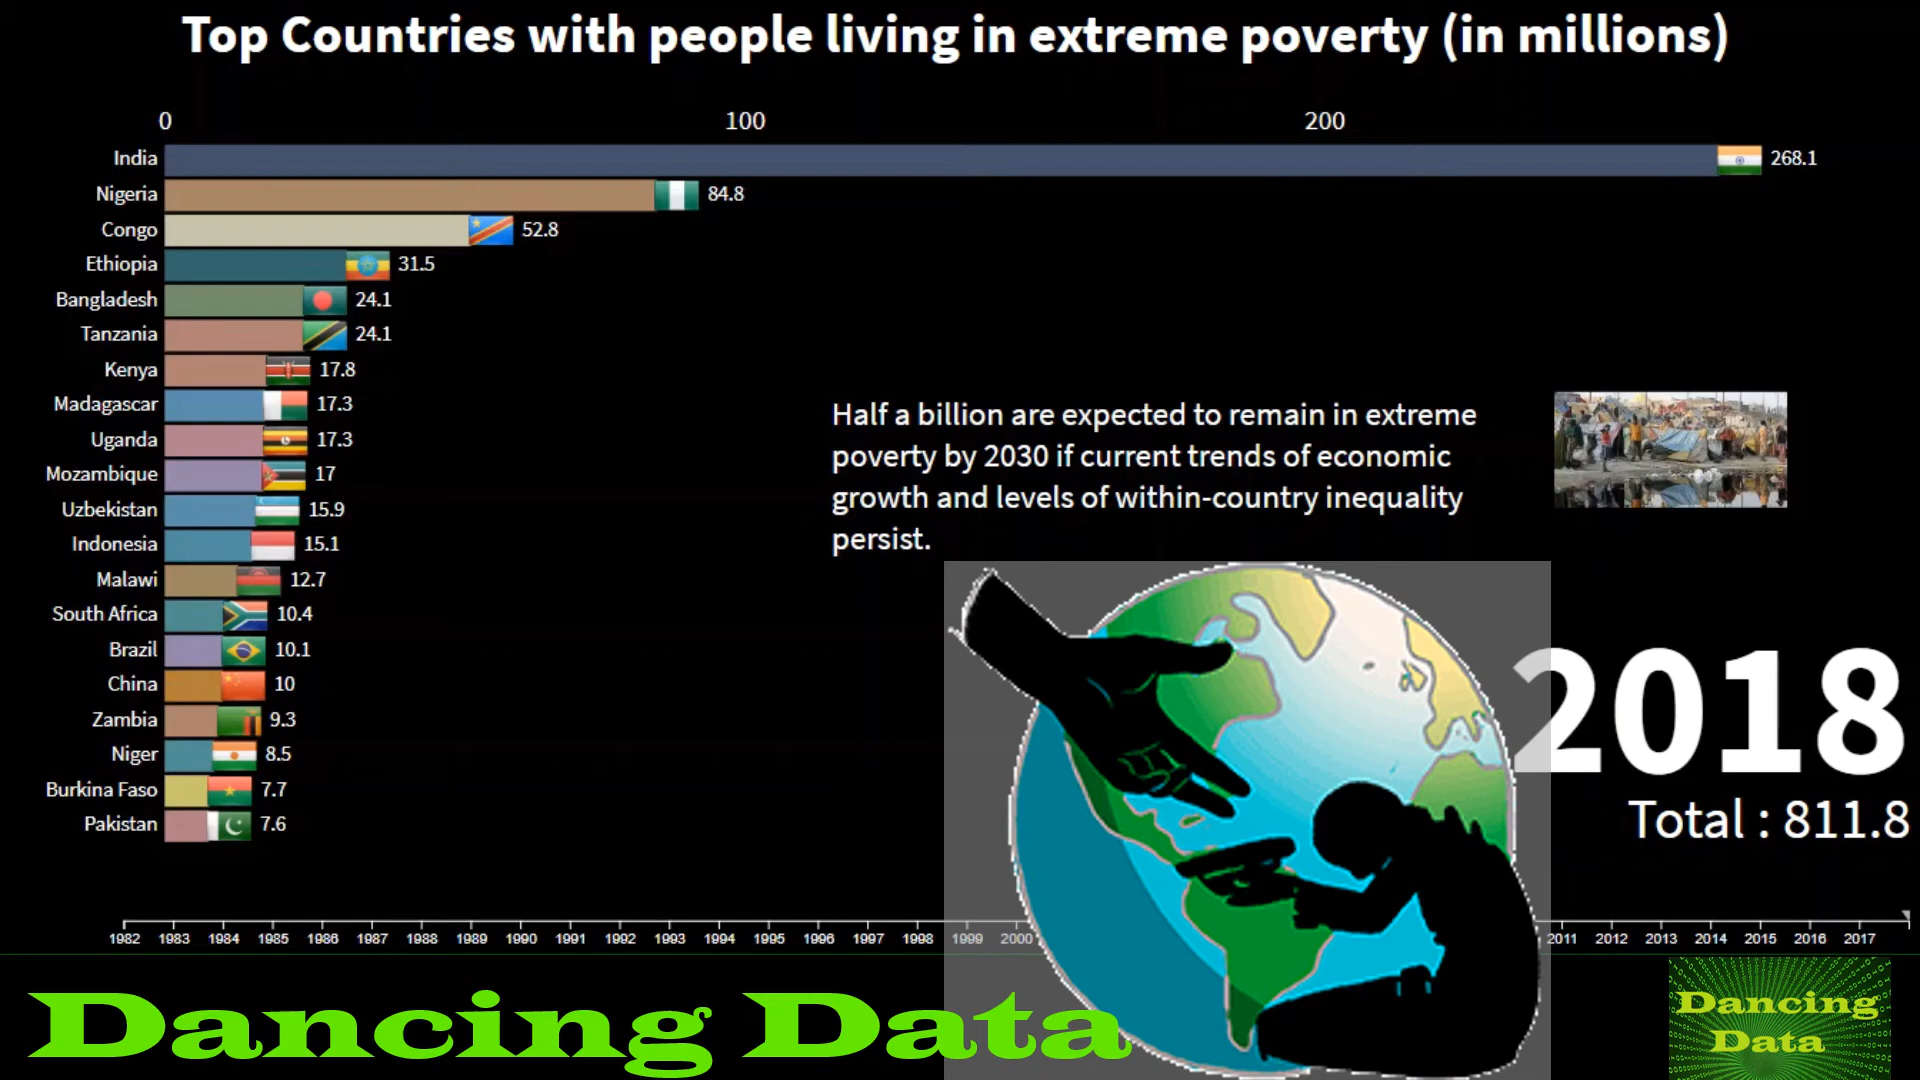 Top Countries with people living in extreme poverty (in millions)
0 100 200
India 268.1
Nigeria 84.8
Congo 52.8
Ethiopia 31.5
Bangladesh 24.1
Tanzania 24.1
Kenya 17.8
Madagascar 17.3
Uganda 17.3
Mozambique 17
Uzbekistan 15.9
Indonesia 15.1
Malawi 12.7
South Africa 10.4
Brazil 10.1
China 10
Zambia 9.3
Niger 8.5
Burkina Faso 7.7
Pakistan 7.6
Half a billion are expected to remain in extreme
poverty by 2030 if current trends of economic
growth and levels of within-country inequality
persist.
2018
Total : 811.8
1982 1983 1984 1985 1986 1987 1988 1989 1990 1991 1992 1993 1994 1995 1996 1997 1998 1999 2000 2011 2012 2013 2014 2015 2016 2017
Dancing Data
Dancing
Data